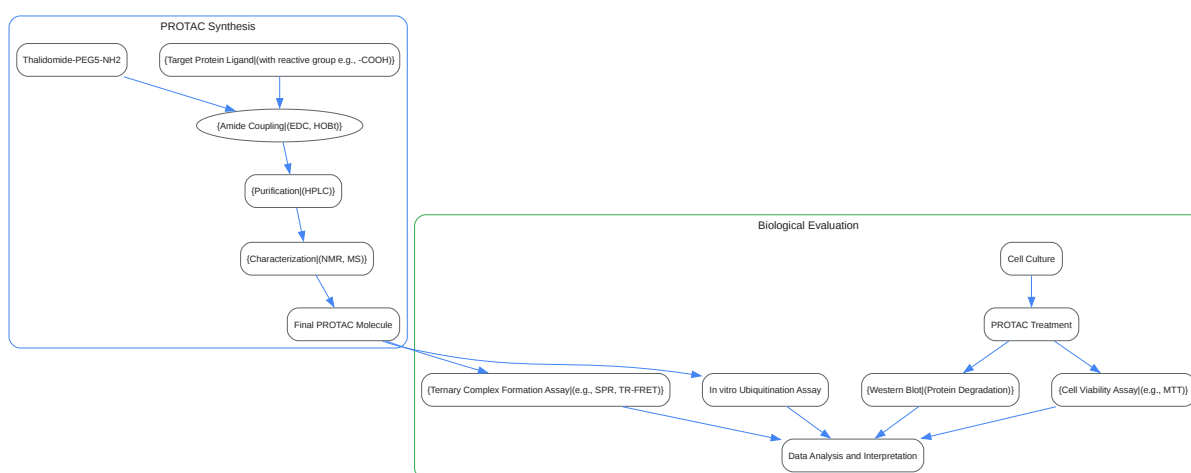 PROTAC Synthesis
Thalidomide-PEG5-NH2
{Target Protein Ligand|(with reactive group e.g., -COOH)}
{Amide Coupling|(EDC, HOBt)}
{Purification|(HPLC)}
{Characterization|(NMR, MS)}
Final PROTAC Molecule
Biological Evaluation
Cell Culture
PROTAC Treatment
{Ternary Complex Formation Assay|(e.g., SPR, TR-FRET)}
In vitro Ubiquitination Assay
{Western Blot|(Protein Degradation)}
{Cell Viability Assay|(e.g., MTT)}
Data Analysis and Interpretation